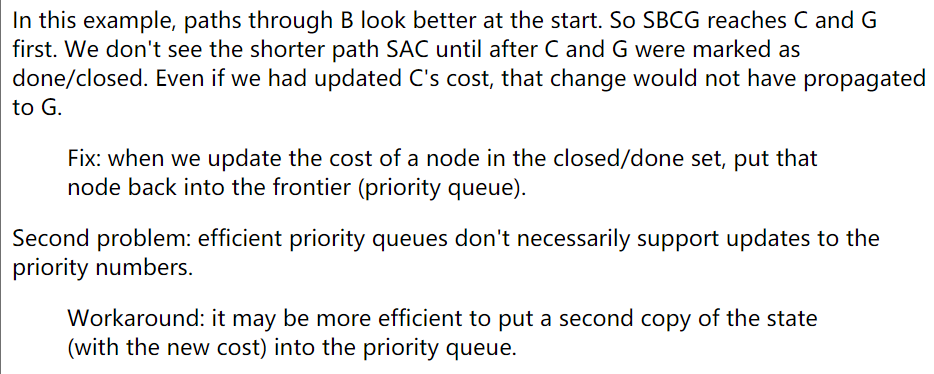 In this example, paths through B look better at the start. So SBCG reaches C and G
first. We don't see the shorter path SAC until after C and G were marked as
done/closed. Even if we had updated C's cost, that change would not have propagated
to G.
Fix: when we update the cost of a node in the closed/done set, put that
node back into the frontier (priority queue).
Second problem: efficient priority queues don't necessarily support updates to the
priority numbers.
Workaround: it may be more efficient to put a second copy of the state
(with the new cost) into the priority queue.